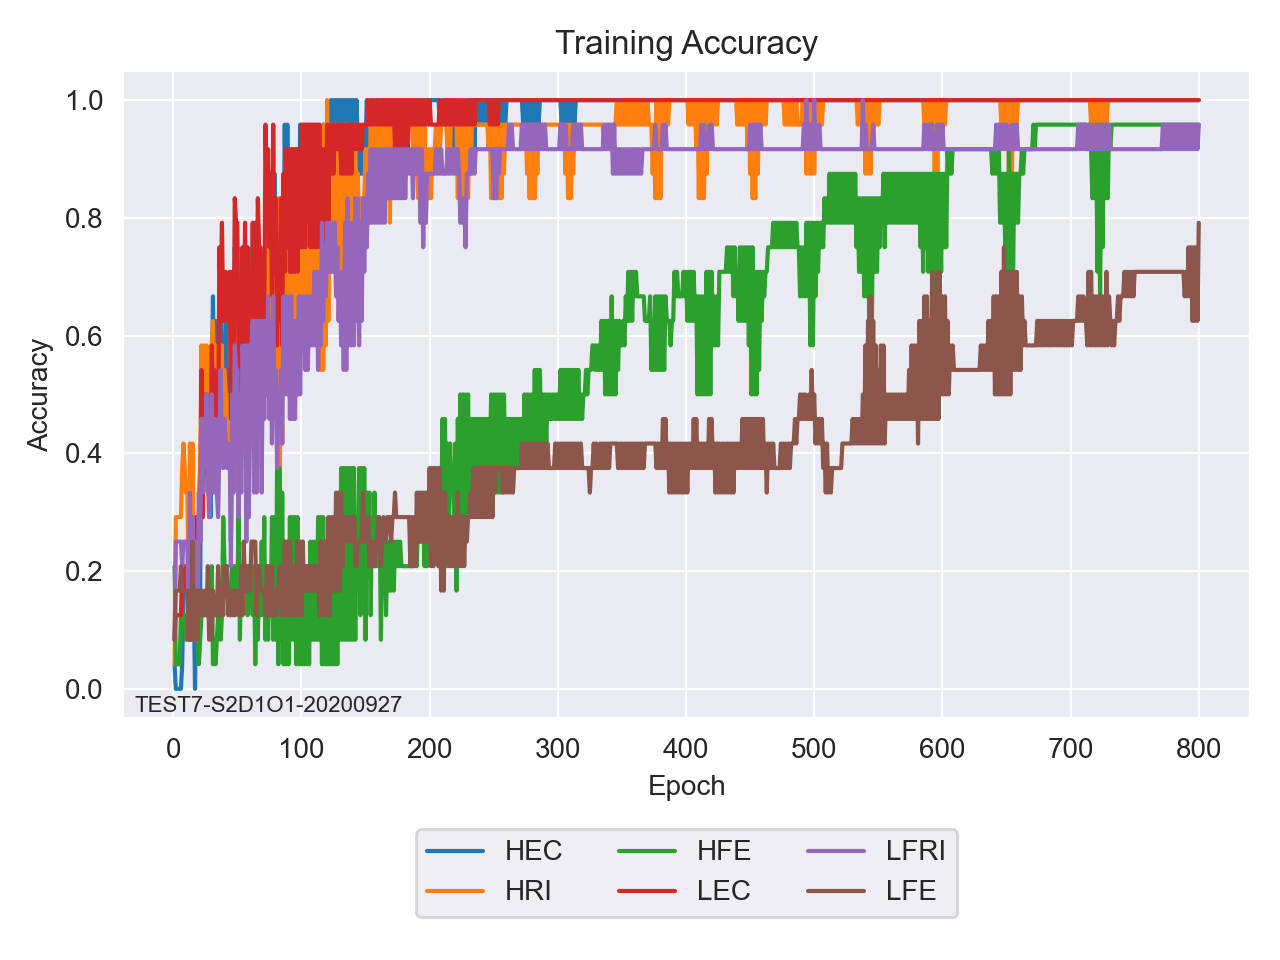 Training Accuracy
1.0
0.8
0.6
0.4
0.2
0.0
Accuracy
TEST7-S2D1O1-20200927
0 100 200 300 400 500 600 700 800
Epoch
HEC HFE LFRI
HRI LEC LFE